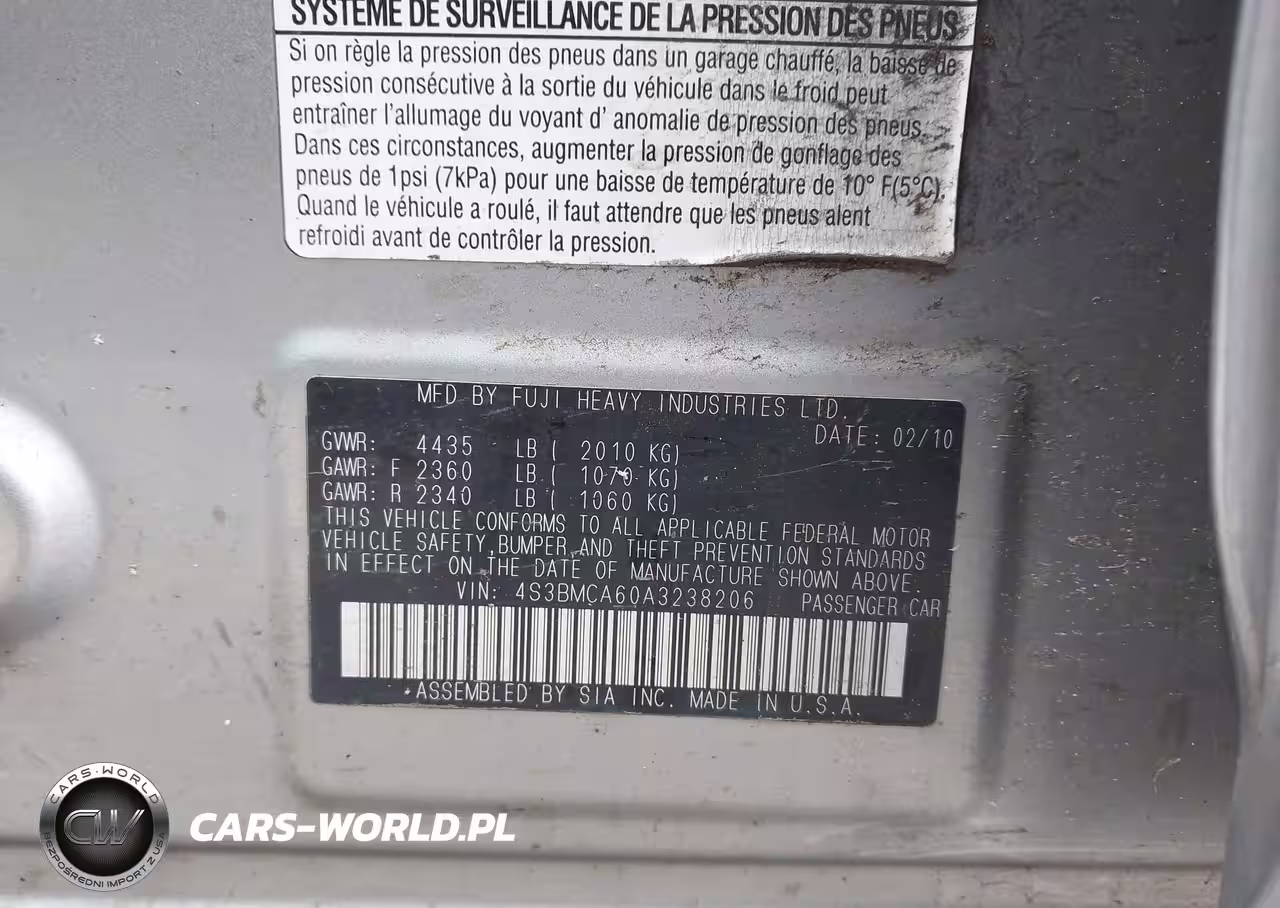 SYSTÈME DE SURVEILLANCE DE LA PRESSION DES PNEUS
Si on règle la pression des pneus dans un garage chauffé, la baisse de
pression consécutive à la sortie du véhicule dans le froid peut
entraîner l'allumage du voyant d' anomalie de pression des pneus.
Dans ces circonstances, augmenter la pression de gonflage des
pneus de 1psi (7kPa) pour une baisse de température de 10° F(5°C).
Quand le véhicule a roulé, il faut attendre que les pneus aient
refroidi avant de contrôler la pression.
MFD BY FUJI HEAVY INDUSTRIES LTD.
DATE: 02/10
GVWR: 4435 LB ( 2010 KG)
GAWR: F 2360 LB ( 1070 KG)
GAWR: R 2340 LB ( 1060 KG)
THIS VEHICLE CONFORMS TO ALL APPLICABLE FEDERAL MOTOR
VEHICLE SAFETY, BUMPER, AND THEFT PREVENTION STANDARDS
IN EFFECT ON THE DATE OF MANUFACTURE SHOWN ABOVE.
VIN: 4S3BMCA60A3238206 PASSENGER CAR
ASSEMBLED BY SIA INC. MADE IN U.S.A.
CARS-WORLD
CW
BEZPOŚREDNI IMPORT Z USA
CARS-WORLD.PL